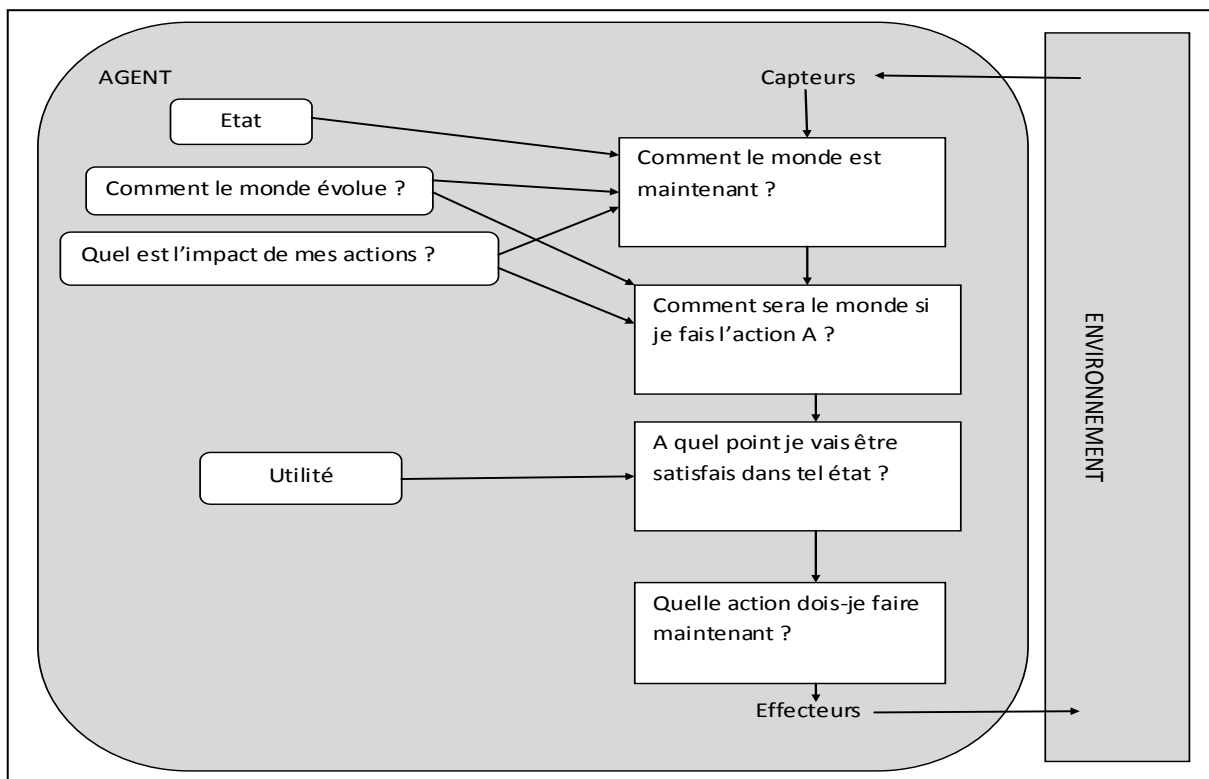 AGENT
Capteurs
Etat
Comment le monde est
maintenant ?
Comment le monde évolue ?
Quel est l’impact de mes actions ?
Comment sera le monde si
je fais l’action A ?
ENVIRONNEMENT
A quel point je vais être
satisfais dans tel état ?
Utilité
Quelle action dois-je faire
maintenant ?
Effecteurs